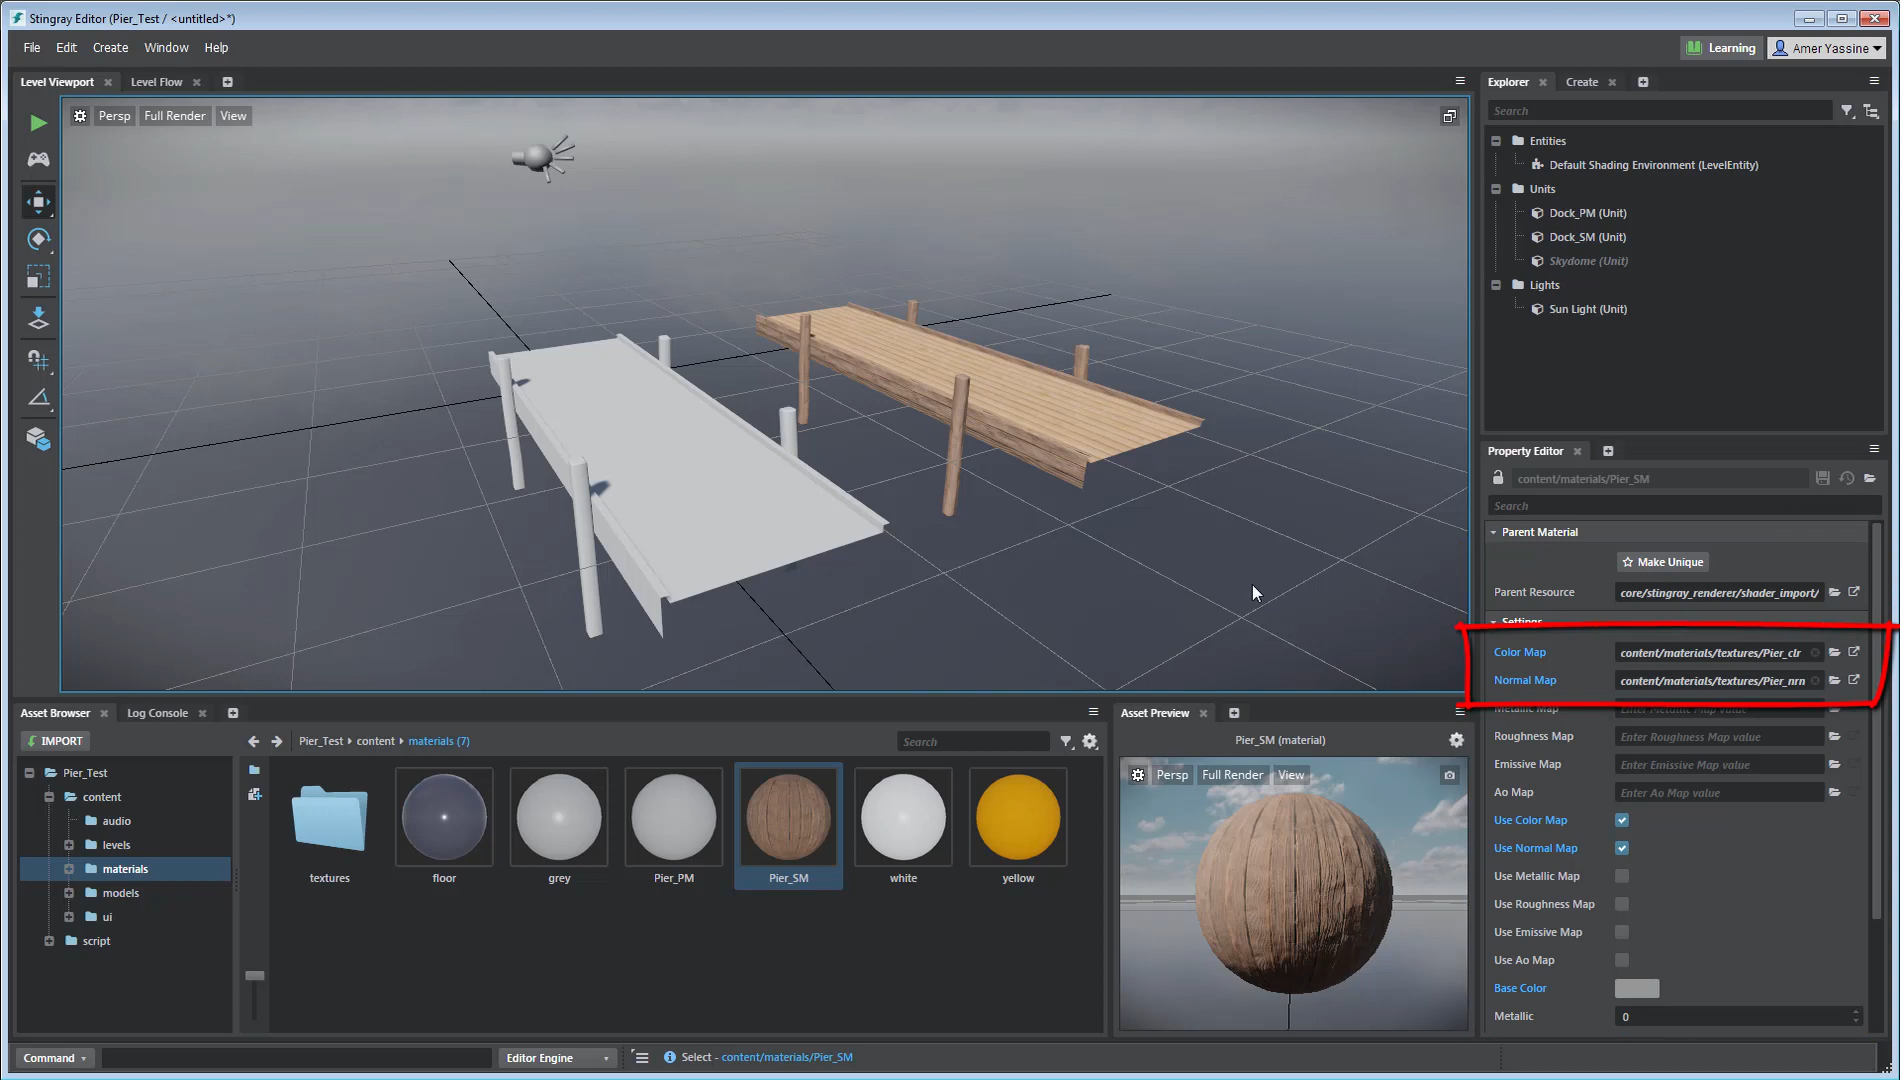 Stingray Editor (Pier_Test / <untitled>*)
File Edit Create Window Help
Learning Amer Yassine
Level Viewport Level Flow
Persp Full Render View
Explorer Create
Search
Entities
Default Shading Environment (LevelEntity)
Units
Dock_PM (Unit)
Dock_SM (Unit)
Skydome (Unit)
Lights
Sun Light (Unit)
Property Editor
content/materials/Pier_SM
Search
Parent Material
Make Unique
Parent Resource core/stingray_renderer/shader_import/
Settings
Color Map content/materials/textures/Pier_clr
Normal Map content/materials/textures/Pier_nrn
Metallic Map Enter Metallic Map value
Roughness Map Enter Roughness Map value
Emissive Map Enter Emissive Map value
Ao Map Enter Ao Map value
Use Color Map
Use Normal Map
Use Metallic Map
Use Roughness Map
Use Emissive Map
Use Ao Map
Base Color
Metallic 0
Asset Browser Log Console
IMPORT
Pier_Test content materials (7)
Search
Pier_Test
content
audio
levels
materials
models
ui
script
textures floor grey Pier_PM Pier_SM white yellow
Asset Preview
Pier_SM (material)
Persp Full Render View
Command Editor Engine Select - content/materials/Pier_SM